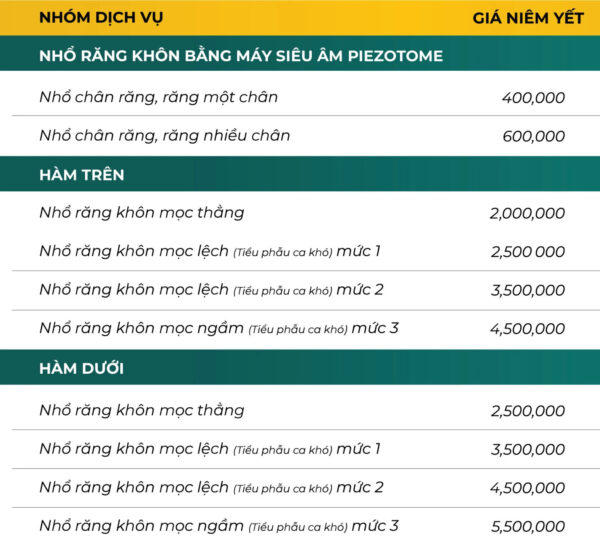 NHÓM DỊCH VỤ GIÁ NIÊM YẾT
NHỔ RĂNG KHÔN BẰNG MÁY SIÊU ÂM PIEZOTOME
Nhổ chân răng, răng một chân 400,000
Nhổ chân răng, răng nhiều chân 600,000
HÀM TRÊN
Nhổ răng khôn mọc thẳng 2,000,000
Nhổ răng khôn mọc lệch (Tiểu phẫu ca khó) mức 1 2,500 000
Nhổ răng khôn mọc lệch (Tiểu phẫu ca khó) mức 2 3,500,000
Nhổ răng khôn mọc ngầm (Tiểu phẫu ca khó) mức 3 4,500,000
HÀM DƯỚI
Nhổ răng khôn mọc thẳng 2,500,000
Nhổ răng khôn mọc lệch (Tiểu phẫu ca khó) mức 1 3,500,000
Nhổ răng khôn mọc lệch (Tiểu phẫu ca khó) mức 2 4,500,000
Nhổ răng khôn mọc ngầm (Tiểu phẫu ca khó) mức 3 5,500,000